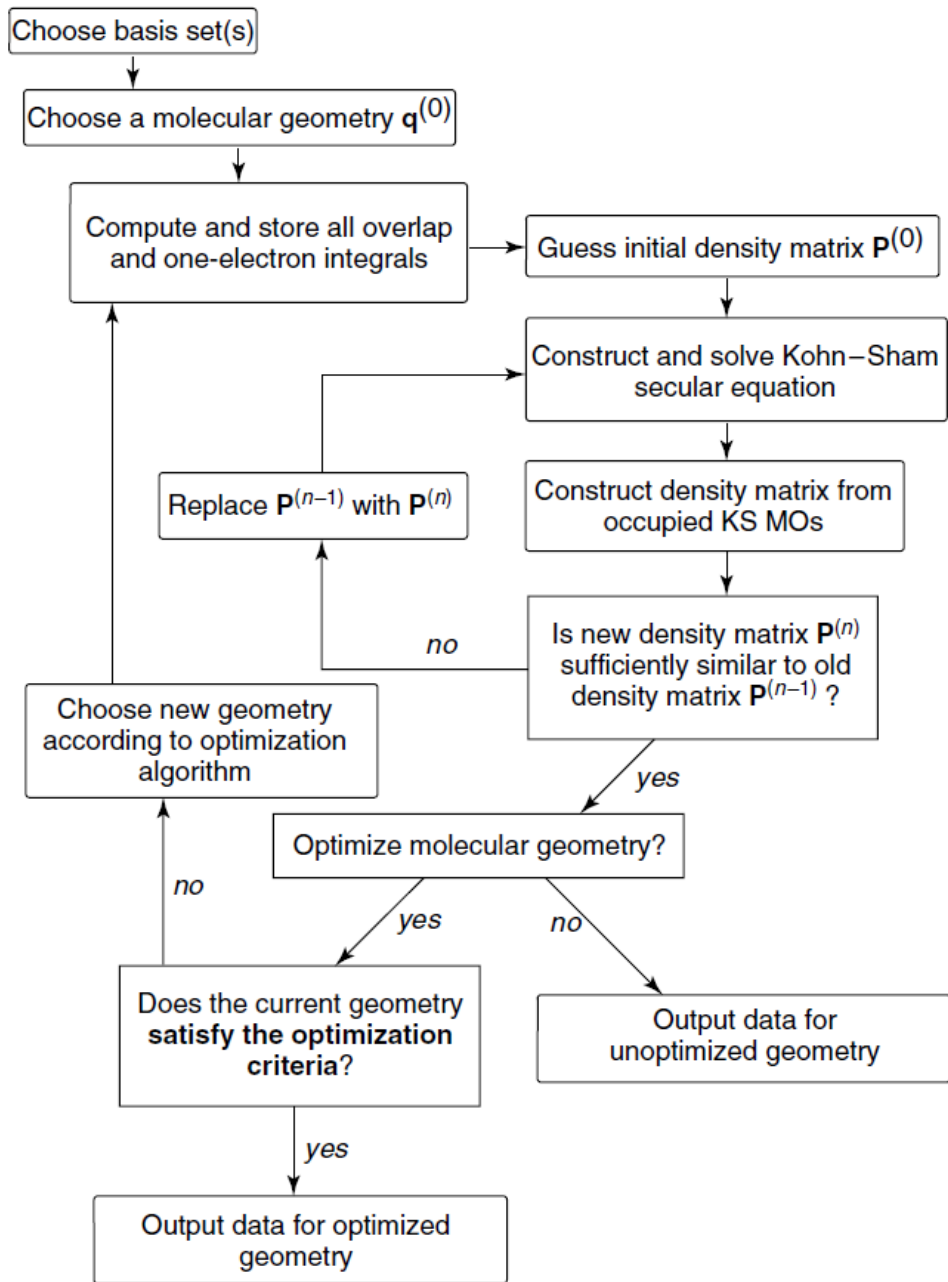 Choose basis set(s)
Choose a molecular geometry q(0)
Compute and store all overlap
and one-electron integrals
Guess initial density matrix P(0)
Construct and solve Kohn–Sham
secular equation
Replace P(n–1) with P(n)
Construct density matrix from
occupied KS MOs
no
Is new density matrix P(n)
sufficiently similar to old
density matrix P(n–1) ?
Choose new geometry
according to optimization
algorithm
yes
Optimize molecular geometry?
no
yes
no
Does the current geometry
satisfy the optimization
criteria?
Output data for
unoptimized geometry
yes
Output data for optimized
geometry